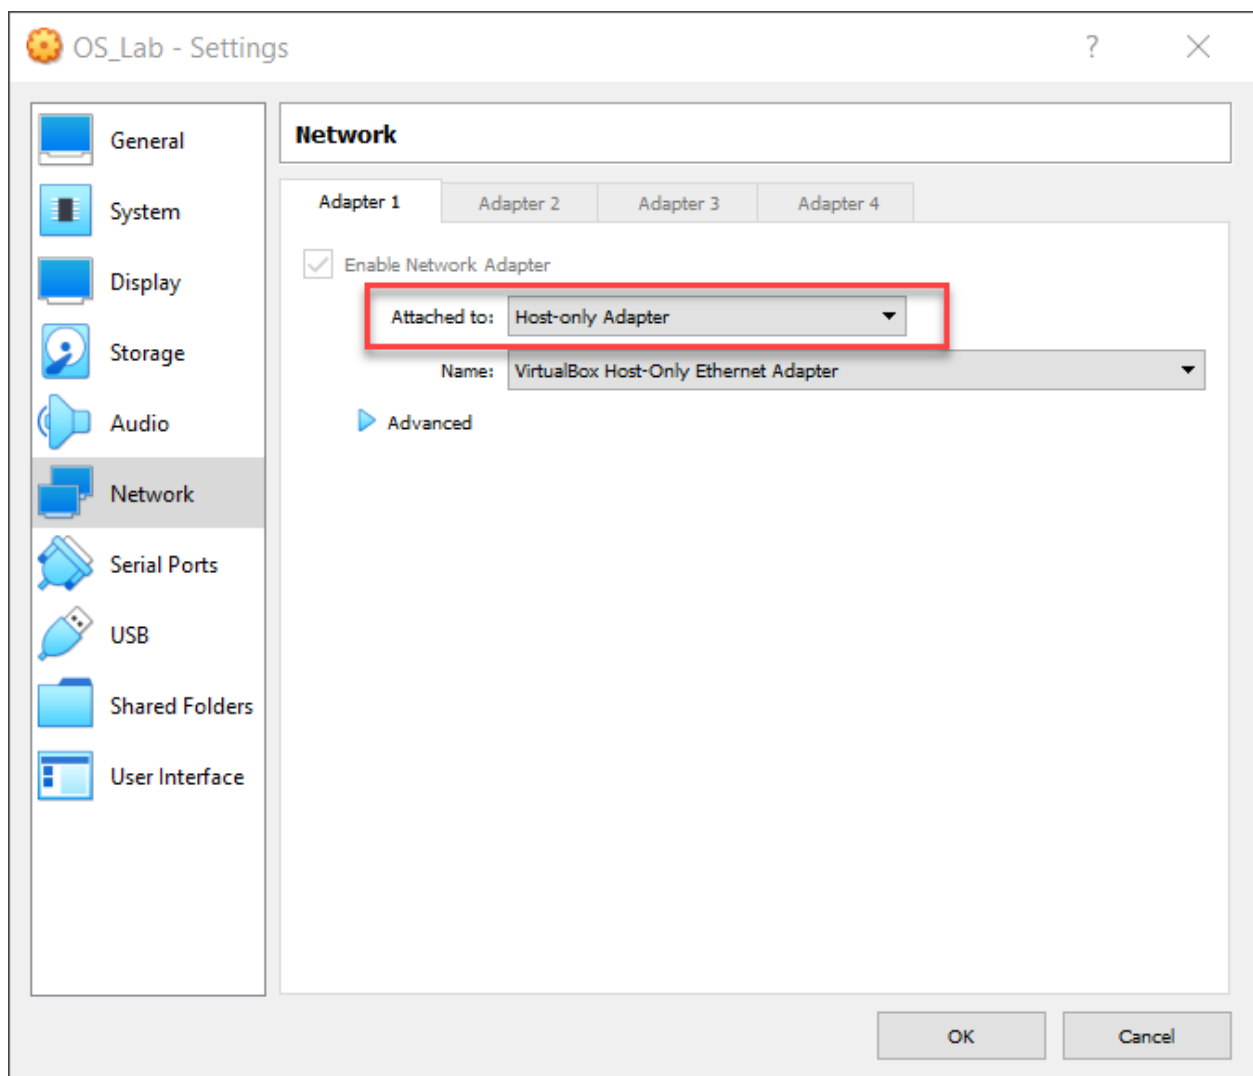 OS_Lab - Settings
?
General
System
Display
Storage
Audio
Network
Serial Ports
USB
Shared Folders
User Interface
Network
Adapter 1 Adapter 2 Adapter 3 Adapter 4
Enable Network Adapter
Attached to: Host-only Adapter
Name: VirtualBox Host-Only Ethernet Adapter
Advanced
OK Cancel